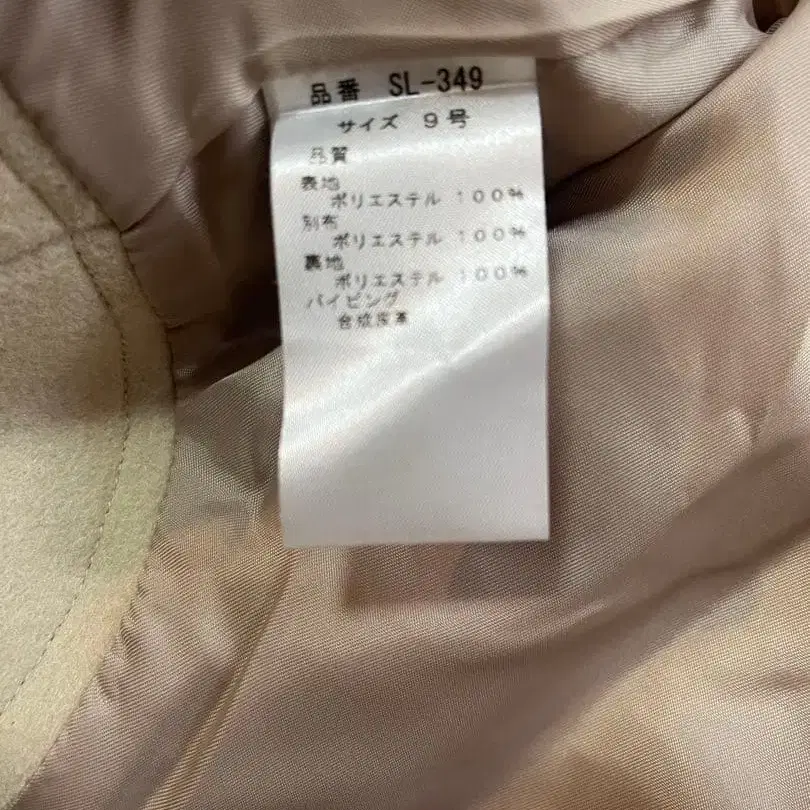 品番 SL-349
サイズ 9号
品質
表地
ポリエステル 100%
別布
ポリエステル 100%
裏地
ポリエステル 100%
パイピング
合成皮革